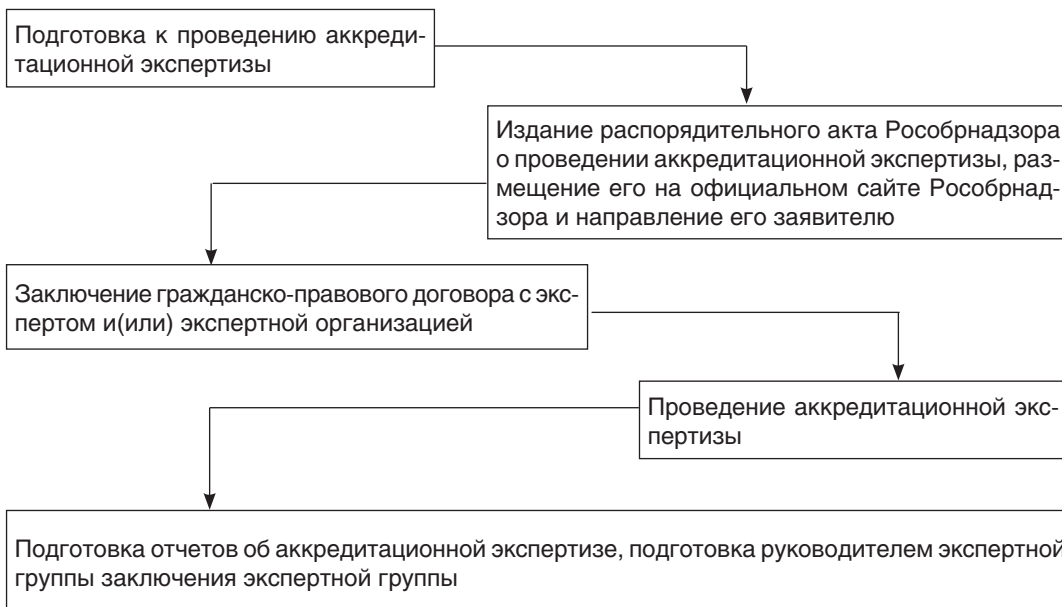 Подготовка к проведению аккреди-
тационной экспертизы
Издание распорядительного акта Рособрнадзора
о проведении аккредитационной экспертизы, раз-
мещение его на официальном сайте Рособрнад-
зора и направление его заявителю
Заключение гражданско-правового договора с экс-
пертом и(или) экспертной организацией
Проведение аккредитационной экс-
пертизы
Подготовка отчетов об аккредитационной экспертизе, подготовка руководителем экспертной
группы заключения экспертной группы